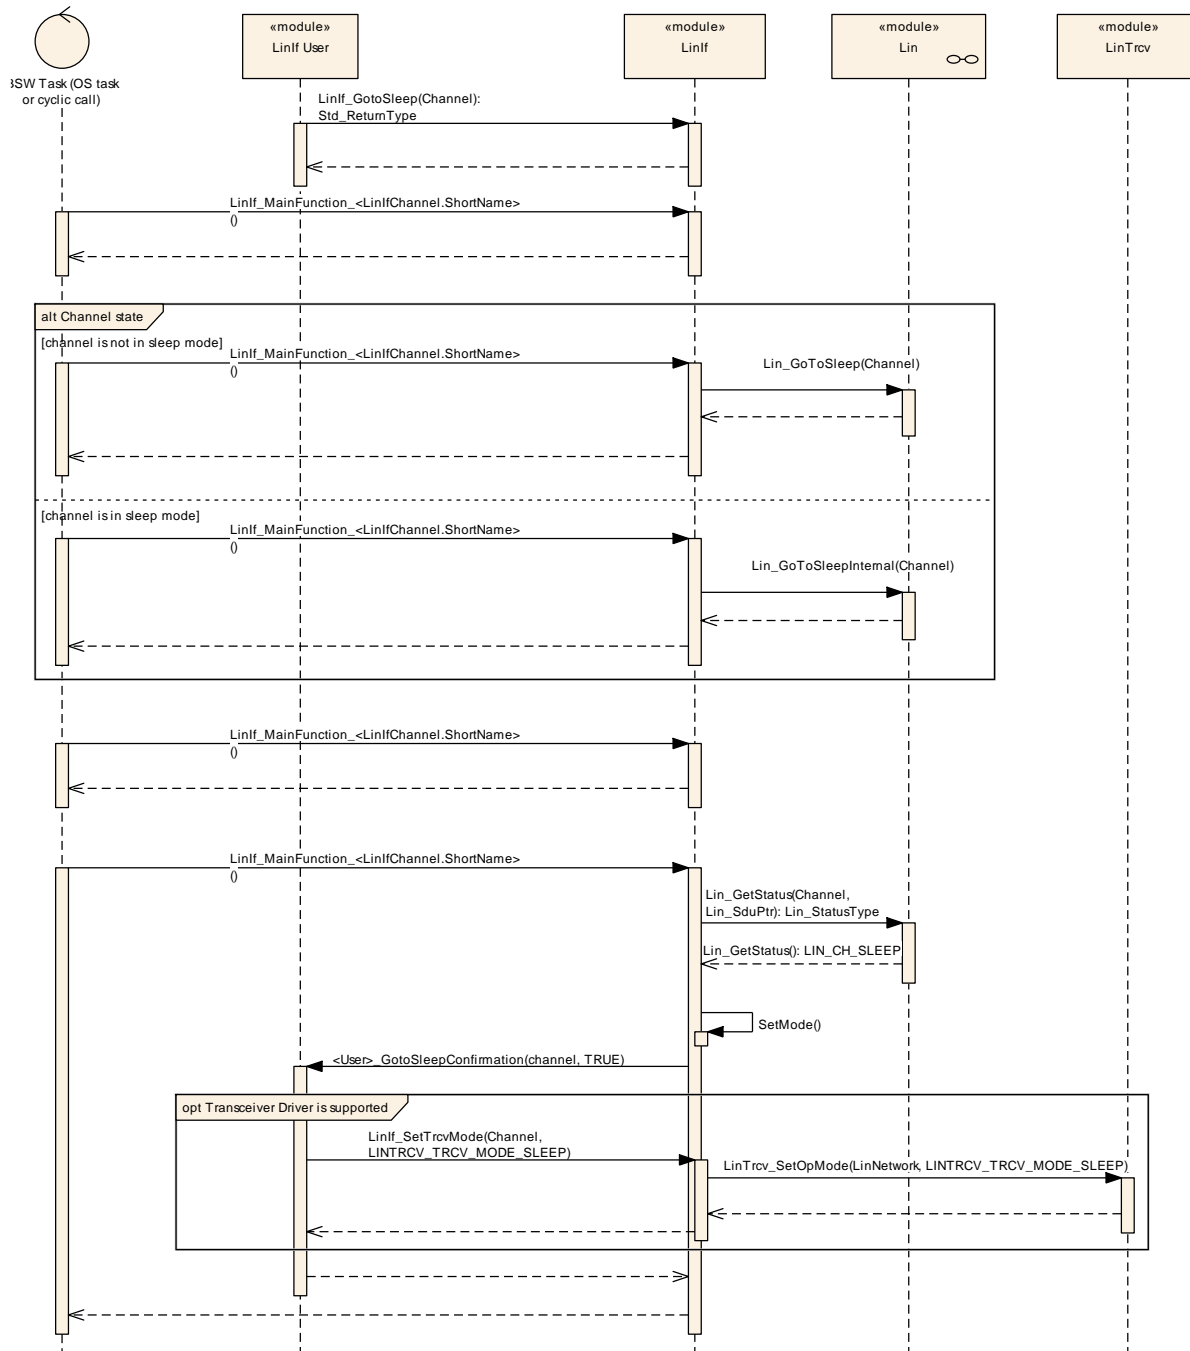 «module»
LinIf User
«module»
LinIf
«module»
Lin
«module»
LinTrcv
BSW Task (OS task
or cyclic call)
LinIf_GotoSleep(Channel):
Std_ReturnType
LinIf_MainFunction_<LinIfChannel.ShortName>
()
alt Channel state
[channel is not in sleep mode]
LinIf_MainFunction_<LinIfChannel.ShortName>
()
Lin_GoToSleep(Channel)
[channel is in sleep mode]
LinIf_MainFunction_<LinIfChannel.ShortName>
()
Lin_GoToSleepInternal(Channel)
LinIf_MainFunction_<LinIfChannel.ShortName>
()
LinIf_MainFunction_<LinIfChannel.ShortName>
()
Lin_GetStatus(Channel,
Lin_SduPtr): Lin_StatusType
Lin_GetStatus(): LIN_CH_SLEEP
SetMode()
<User>_GotoSleepConfirmation(channel, TRUE)
opt Transceiver Driver is supported
LinIf_SetTrcvMode(Channel,
LINTRCV_TRCV_MODE_SLEEP)
LinTrcv_SetOpMode(LinNetwork, LINTRCV_TRCV_MODE_SLEEP)